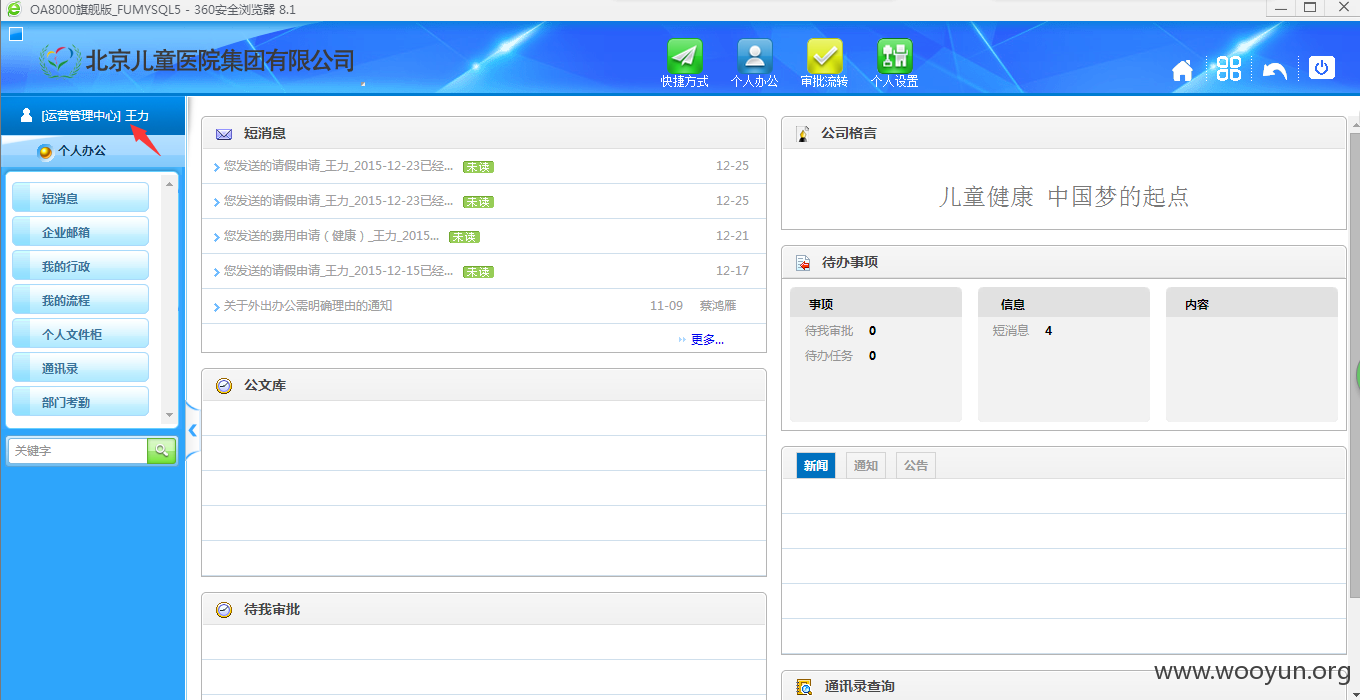 OA8000旗舰版_FUMYSQL5 - 360安全浏览器 8.1
北京儿童医院集团有限公司
快捷方式 个人办公 审批流转 个人设置
[运营管理中心] 王力
个人办公
短消息
企业邮箱
我的行政
我的流程
个人文件柜
通讯录
部门考勤
关键字
短消息
您发送的请假申请_王力_2015-12-23已经... 未读 12-25
您发送的请假申请_王力_2015-12-23已经... 未读 12-25
您发送的费用申请（健康）_王力_2015... 未读 12-21
您发送的请假申请_王力_2015-12-15已经... 未读 12-17
关于外出办公需明确理由的通知 11-09 蔡鸿雁
更多...
公文库
待我审批
公司格言
儿童健康 中国梦的起点
待办事项
事项 信息 内容
待我审批 0 短消息 4
待办任务 0
新闻 通知 公告
通讯录查询
www.wooyun.org